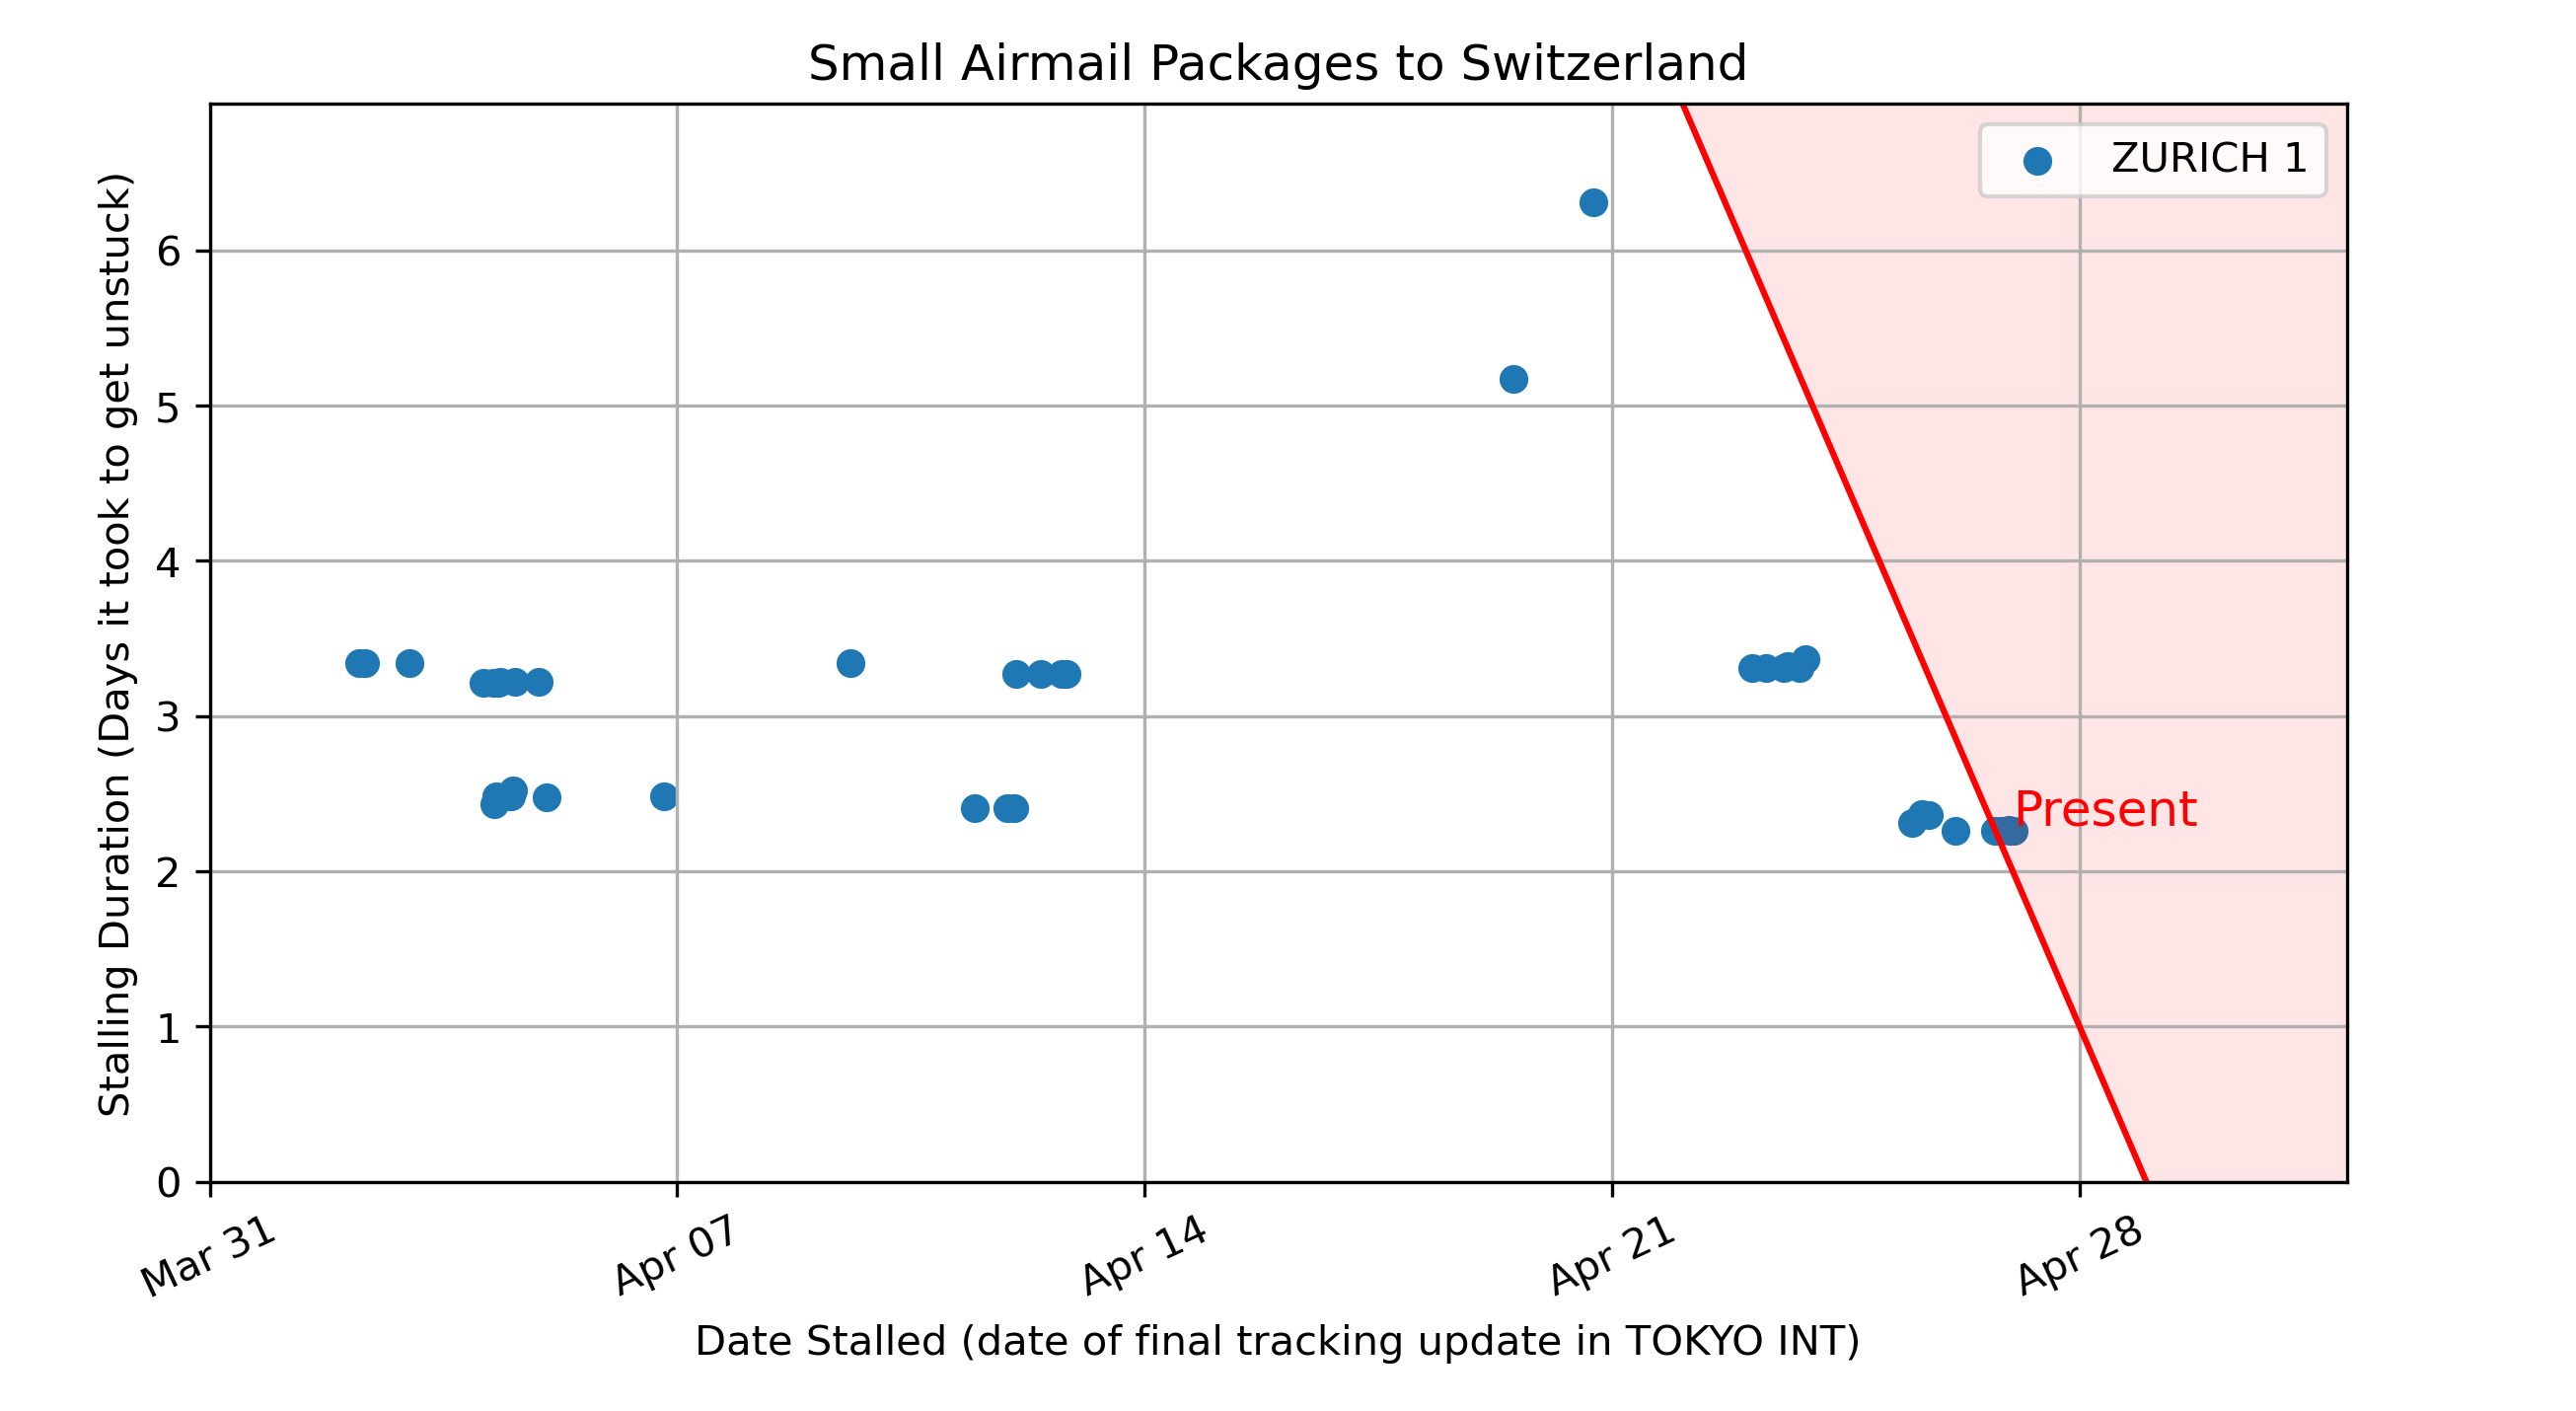 Small Airmail Packages to Switzerland
ZURICH 1
Stalling Duration (Days it took to get unstuck)
6
5
4
3
2
1
0
Present
Mar 31
Apr 07
Apr 14
Apr 21
Apr 28
Date Stalled (date of final tracking update in TOKYO INT)